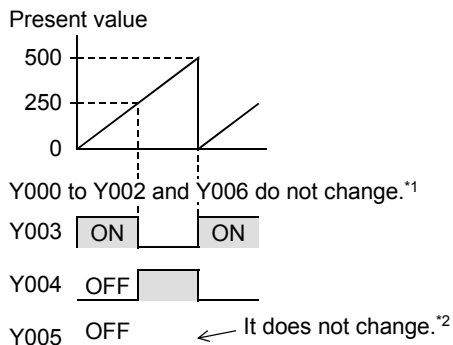 Present value
500
250
0
Y000 to Y002 and Y006 do not change.*1
Y003 ON ON
Y004 OFF
Y005 OFF It does not change.*2